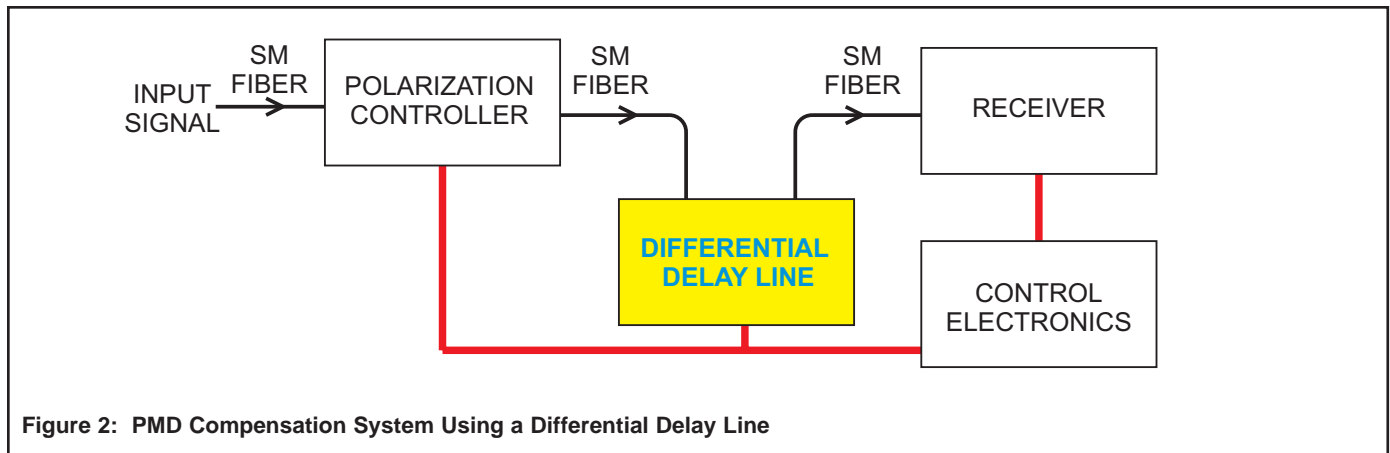 INPUT
SIGNAL
SM
FIBER
POLARIZATION
CONTROLLER
SM
FIBER
DIFFERENTIAL
DELAY LINE
SM
FIBER
RECEIVER
CONTROL
ELECTRONICS
Figure 2: PMD Compensation System Using a Differential Delay Line